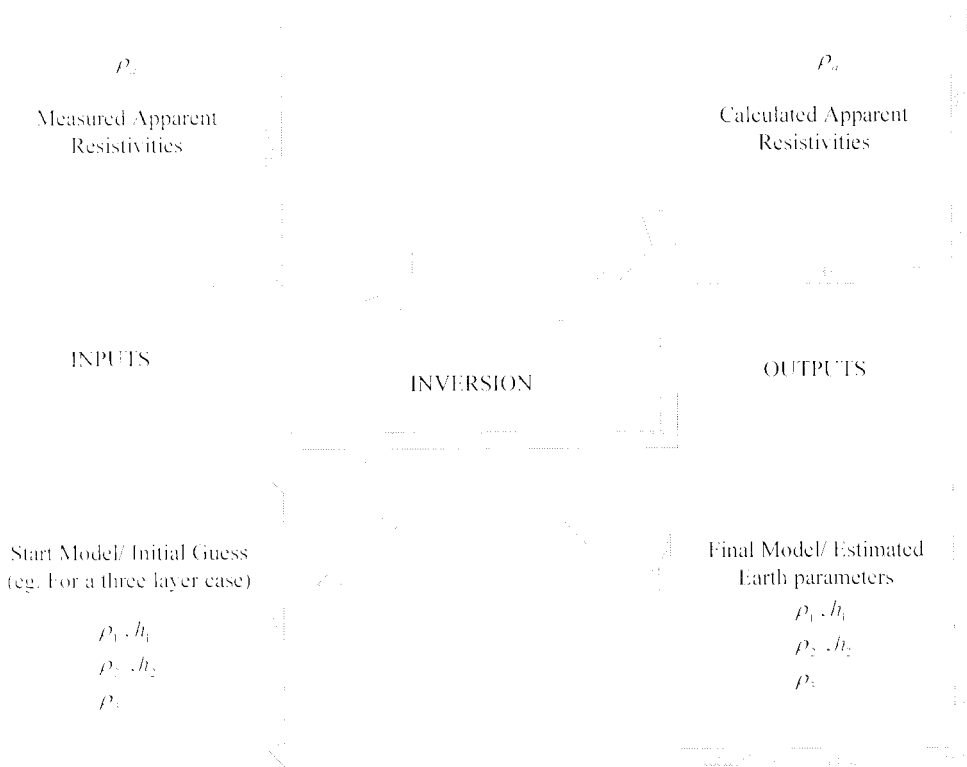 ρₐ
Measured Apparent
Resistivities
ρₐ
Calculated Apparent
Resistivities
INPUTS
INVERSION
OUTPUTS
Start Model/ Initial Guess
(eg. For a three layer case)
ρ₁ , h₁
ρ₂ , h₂
ρ₃
Final Model/ Estimated
Earth parameters
ρ₁ , h₁
ρ₂ , h₂
ρ₃